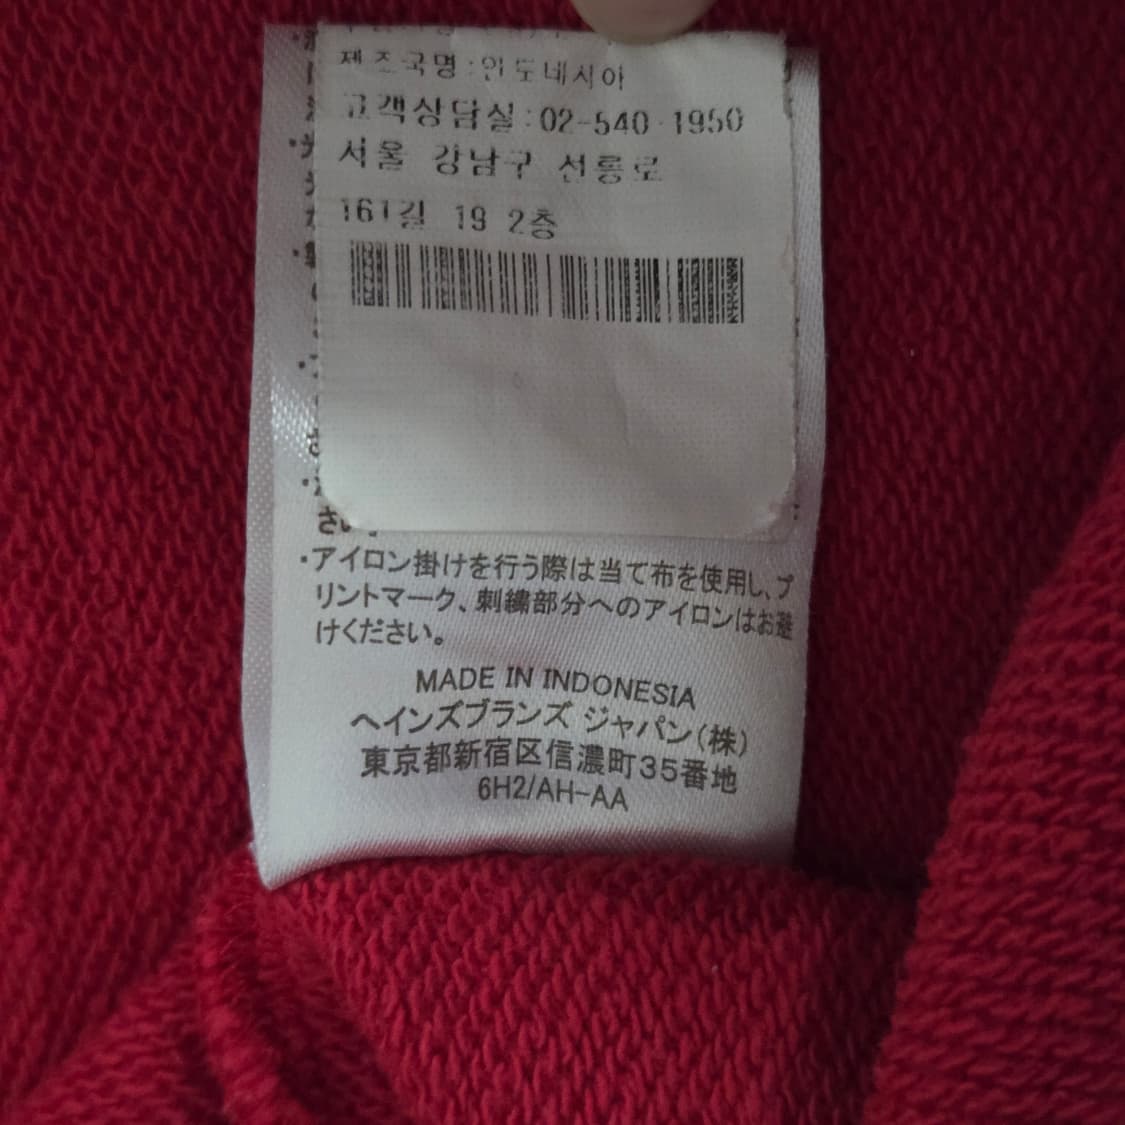 제조국명:인도네시아
고객상담실:02-540-1950
서울 강남구 선릉로
161길 19 2층
さい。
・アイロン掛けを行う際は当て布を使用し、プ
リントマーク、刺繍部分へのアイロンはお避
けください。
MADE IN INDONESIA
ヘインズブランズ ジャパン(株)
東京都新宿区信濃町35番地
6H2/AH-AA